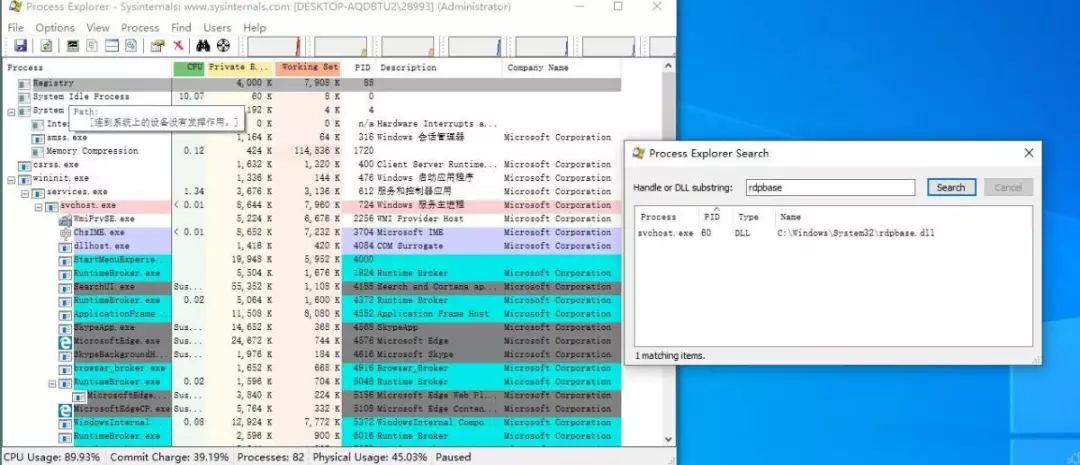 Process Explorer - Sysinternals: www.sysinternals.com [DESKTOP-AQD8TU2\28993] (Administrator)
File Options View Process Find Users Help
Process CPU Private B... Working Set PID Description Company Name
Registry 4,000 K 7,908 K 88
System Idle Process 10.07 60 K 8 K 0
System 192 K 4 K 4
Path:
[连到系统上的设备没有发挥作用。]
Inte 0 K 0 K n/a Hardware Interrupts a...
smss.exe 1,164 K 64 K 316 Windows 会话管理器 Microsoft Corporation
Memory Compression 0.12 424 K 114,836 K 1720
csrss.exe 1,632 K 1,320 K 400 Client Server Runtime... Microsoft Corporation
wininit.exe 1,336 K 144 K 476 Windows 启动应用程序 Microsoft Corporation
services.exe 1.34 3,676 K 3,136 K 612 服务和控制器应用 Microsoft Corporation
svchost.exe < 0.01 8,644 K 7,960 K 724 Windows 服务主进程 Microsoft Corporation
WmiPrvSE.exe 5,224 K 6,676 K 2256 WMI Provider Host Microsoft Corporation
ChsIME.exe < 0.01 8,652 K 7,232 K 3704 Microsoft IME Microsoft Corporation
dllhost.exe 1,416 K 420 K 4084 COM Surrogate Microsoft Corporation
StartMenuExperie... 19,948 K 5,952 K 4000
RuntimeBroker.exe 5,504 K 1,676 K 1824 Runtime Broker Microsoft Corporation
SearchUI.exe Sus... 55,352 K 1,108 K 4188 Search and Cortana ap... Microsoft Corporation
RuntimeBroker.exe 0.02 5,064 K 1,600 K 4372 Runtime Broker Microsoft Corporation
ApplicationFrame... 11,508 K 8,080 K 4552 Application Frame Host Microsoft Corporation
SkypeApp.exe Sus... 14,652 K 368 K 4568 SkypeApp Microsoft Corporation
MicrosoftEdge.exe Sus... 24,672 K 744 K 4576 Microsoft Edge Microsoft Corporation
SkypeBackgroundH... Sus... 1,976 K 184 K 4616 Microsoft Skype Microsoft Corporation
browser_broker.exe 1,652 K 668 K 4916 Browser_Broker Microsoft Corporation
RuntimeBroker.exe 0.02 1,596 K 704 K 5048 Runtime Broker Microsoft Corporation
MicrosoftEdge... Sus... 3,840 K 224 K 5156 Microsoft Edge Web Pl... Microsoft Corporation
MicrosoftEdgeCP.exe Sus... 5,764 K 332 K 5108 Microsoft Edge Conten... Microsoft Corporation
WindowsInternal... 0.08 12,924 K 7,772 K 5372 WindowsInternal Compo... Microsoft Corporation
RuntimeBroker.exe 2,596 K 900 K 6016 Runtime Broker Microsoft Corporation
CPU Usage: 89.93% Commit Charge: 39.19% Processes: 82 Physical Usage: 45.03% Paused
Process Explorer Search
Handle or DLL substring: rdpbase Search Cancel
Process PID Type Name
svchost.exe 60 DLL C:\Windows\System32\rdpbase.dll
1 matching items.